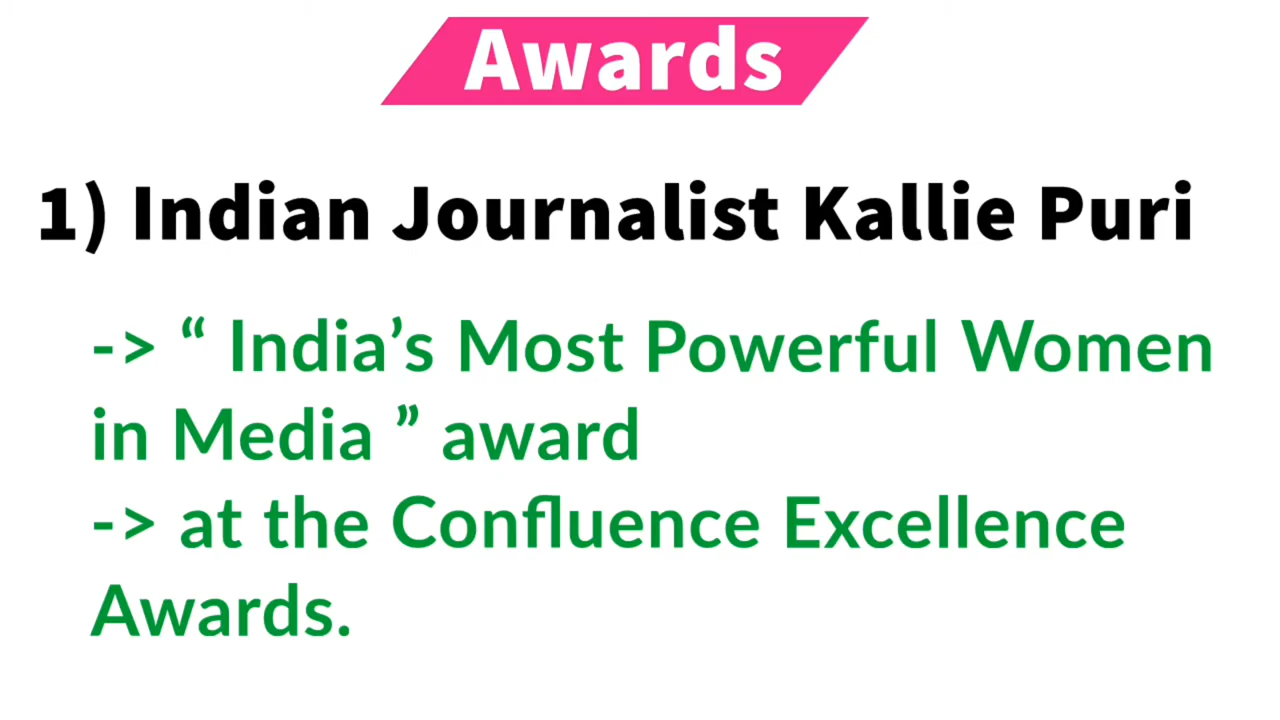 Awards
1) Indian Journalist Kallie Puri
-> “ India’s Most Powerful Women
in Media ” award
-> at the Confluence Excellence
Awards.